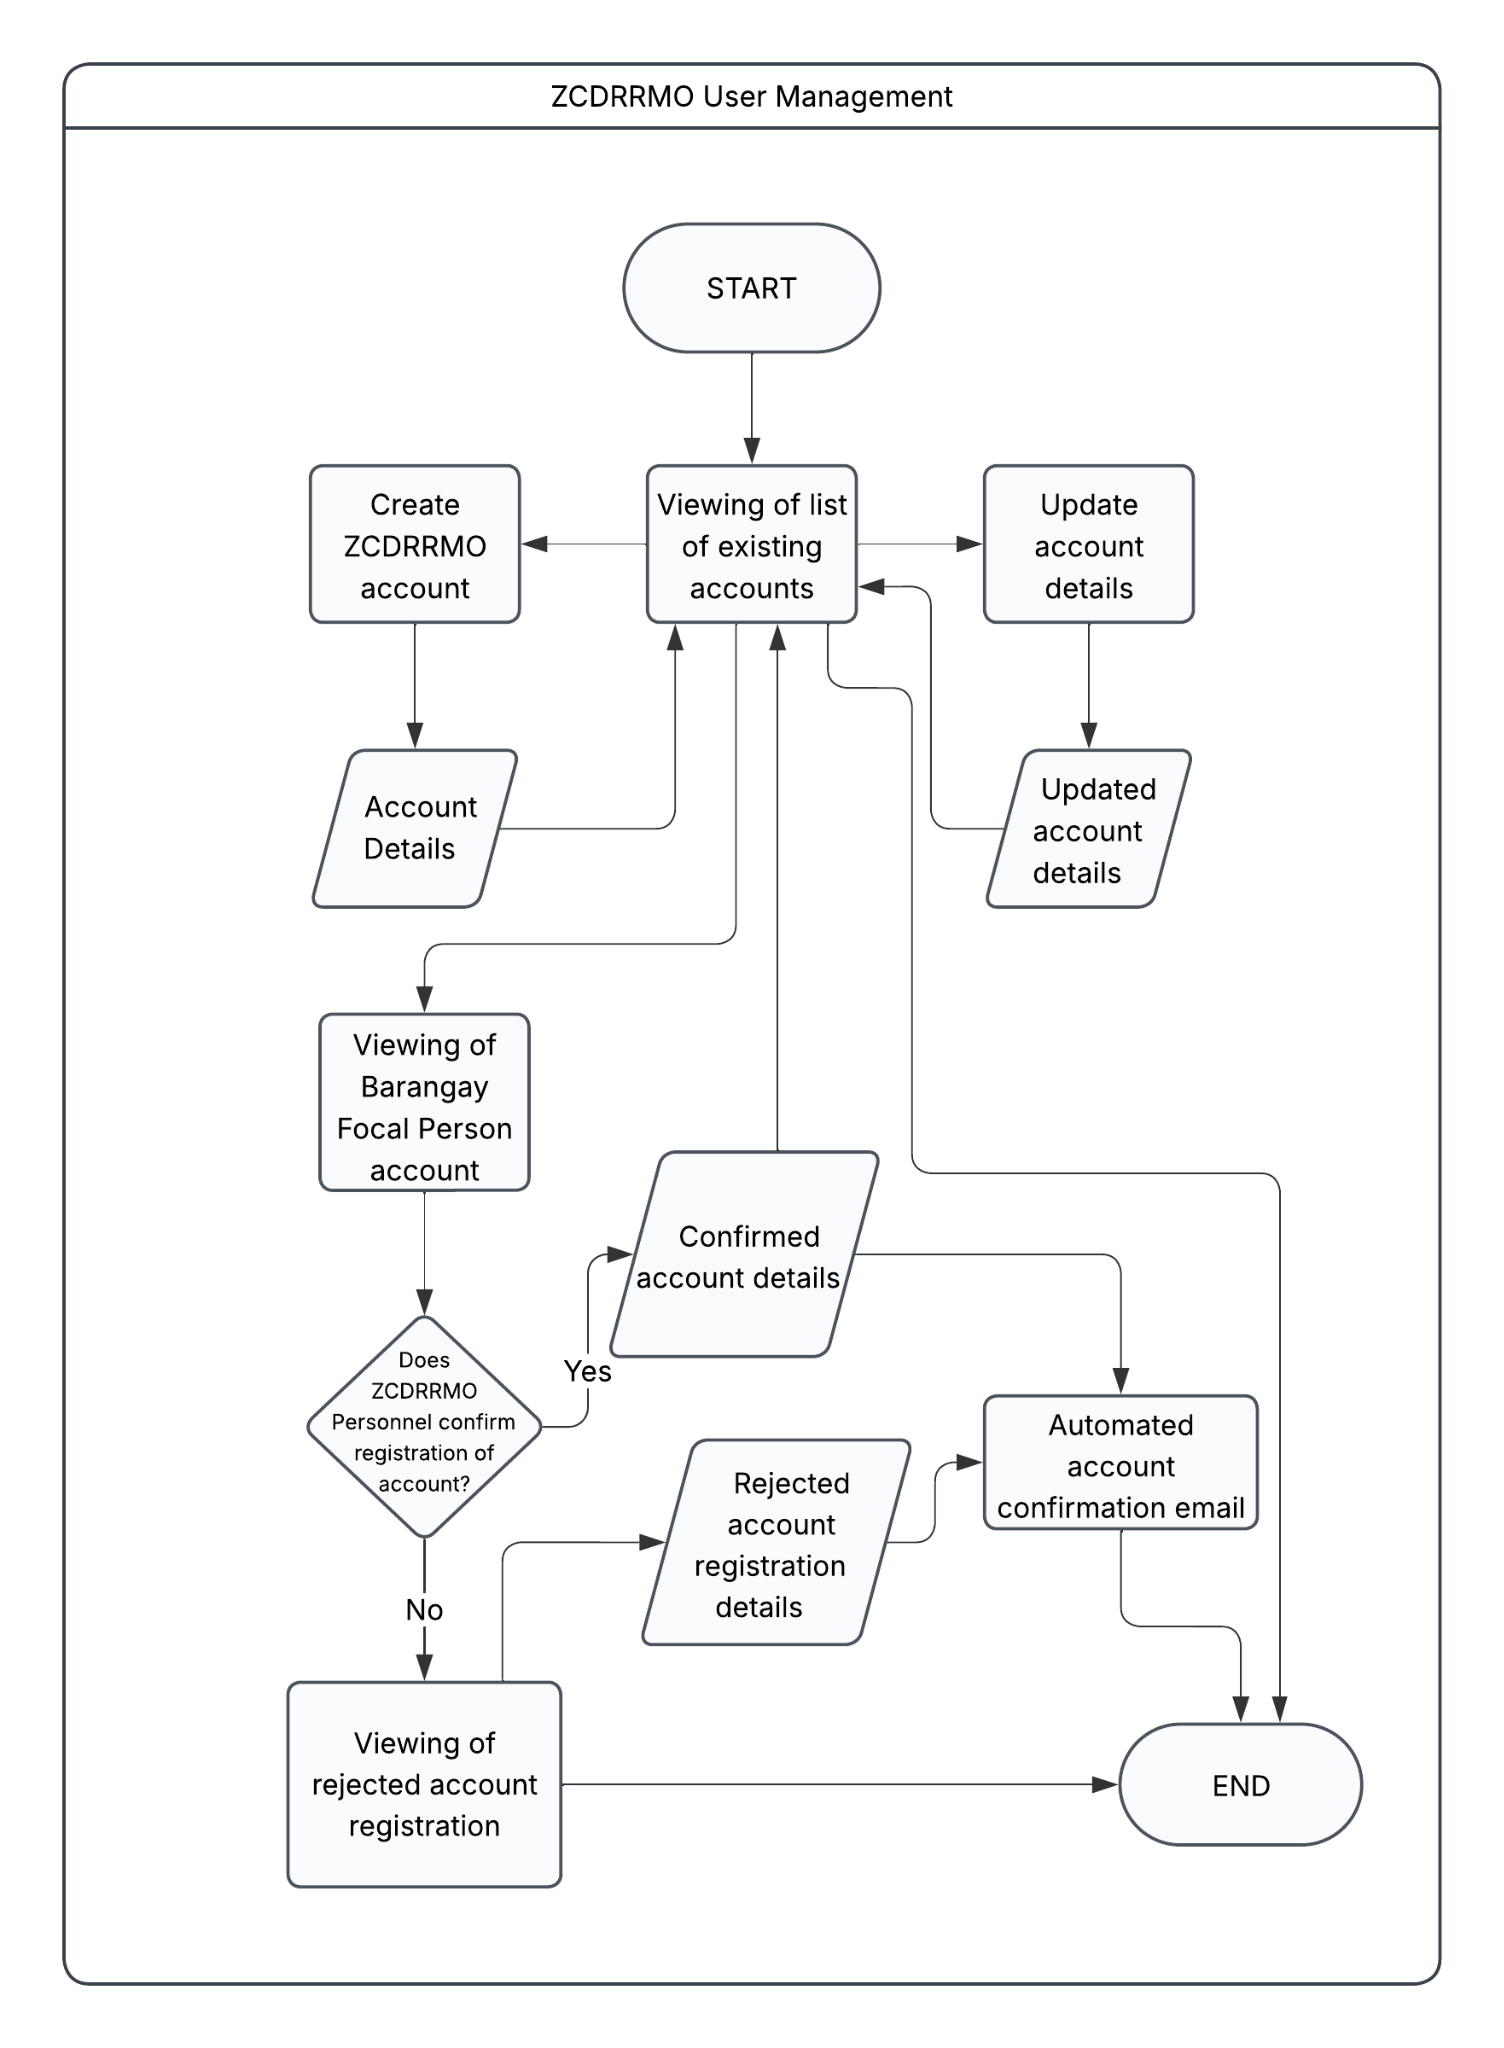 ZCDRRMO User Management
START
Create
ZCDRRMO
account
Viewing of list
of existing
accounts
Update
account
details
Account
Details
Updated
account
details
Viewing of
Barangay
Focal Person
account
Confirmed
account details
Yes
Does
ZCDRRMO
Personnel confirm
registration of
account?
Automated
account
confirmation email
Rejected
account
registration
details
No
Viewing of
rejected account
registration
END